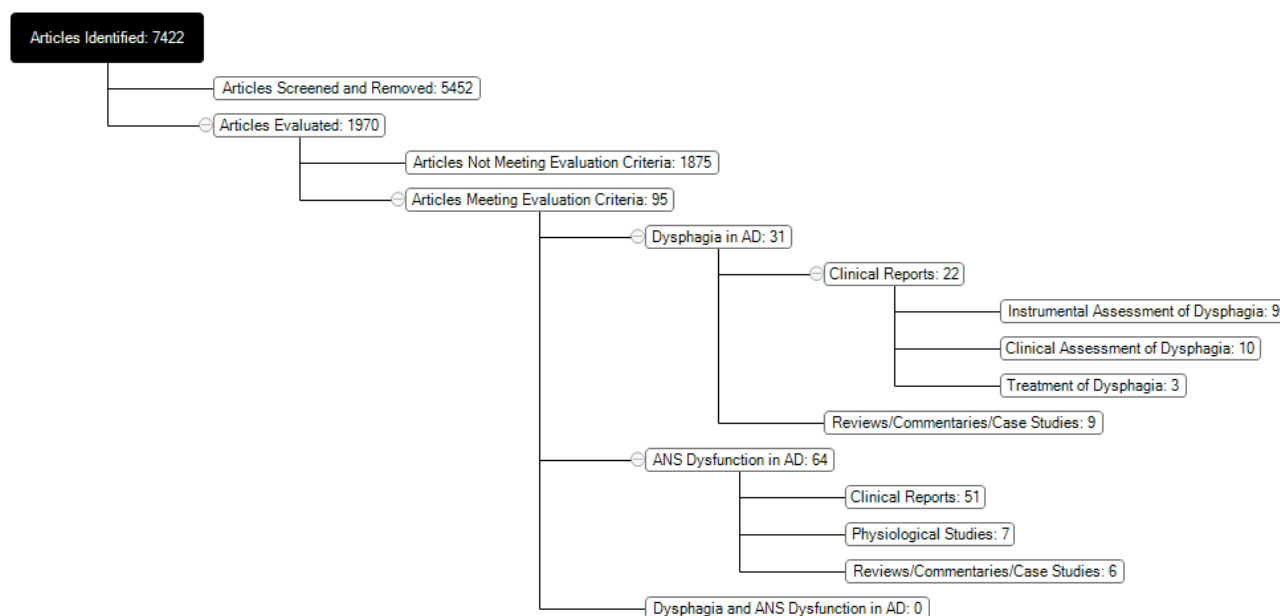 Articles Identified: 7422
Articles Screened and Removed: 5452
Articles Evaluated: 1970
Articles Not Meeting Evaluation Criteria: 1875
Articles Meeting Evaluation Criteria: 95
Dysphagia in AD: 31
Clinical Reports: 22
Instrumental Assessment of Dysphagia: 9
Clinical Assessment of Dysphagia: 10
Treatment of Dysphagia: 3
Reviews/Commentaries/Case Studies: 9
ANS Dysfunction in AD: 64
Clinical Reports: 51
Physiological Studies: 7
Reviews/Commentaries/Case Studies: 6
Dysphagia and ANS Dysfunction in AD: 0